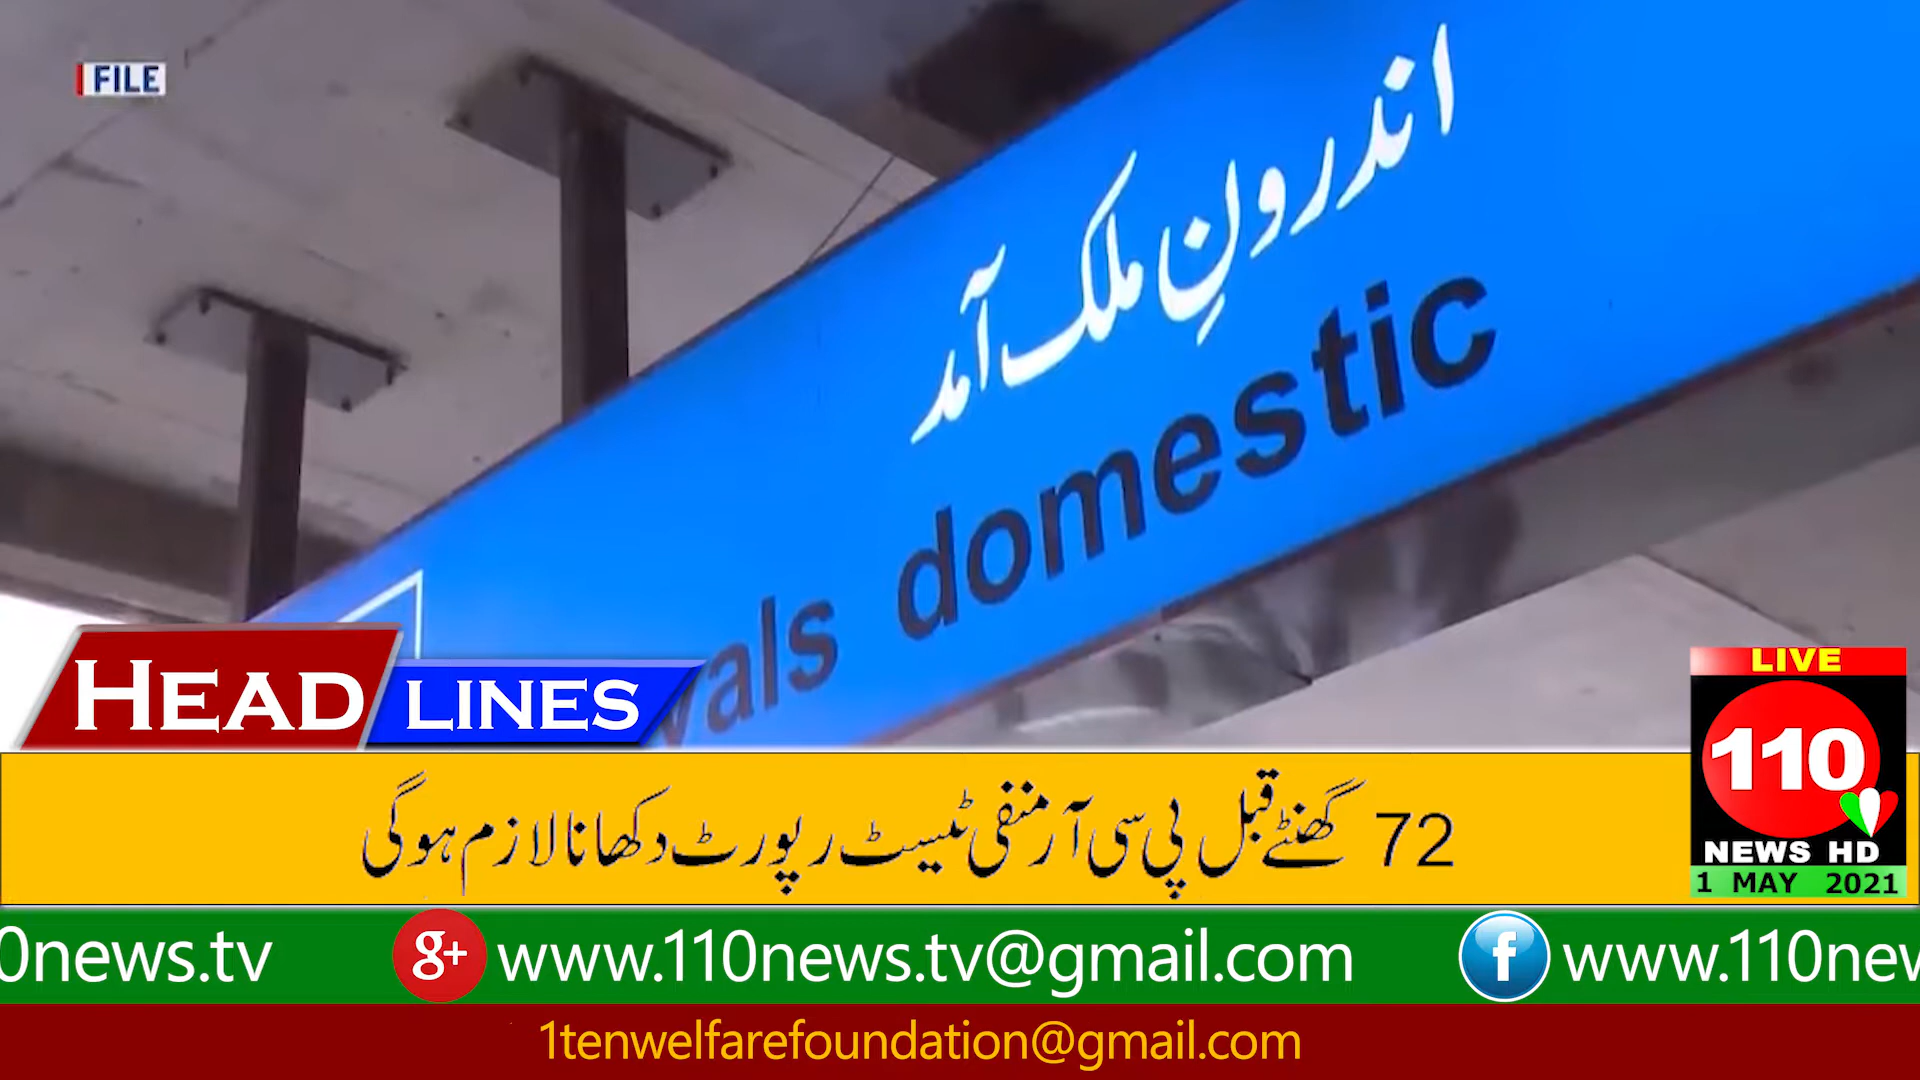 FILE
اندرونِ ملک آمد
vals domestic
HEAD LINES
LIVE
110
NEWS HD
1 MAY 2021
72 گھنٹے قبل پی سی آر منفی ٹیسٹ رپورٹ دکھانا لازم ہوگی
0news.tv g+ www.110news.tv@gmail.com f www.110new
1tenwelfarefoundation@gmail.com